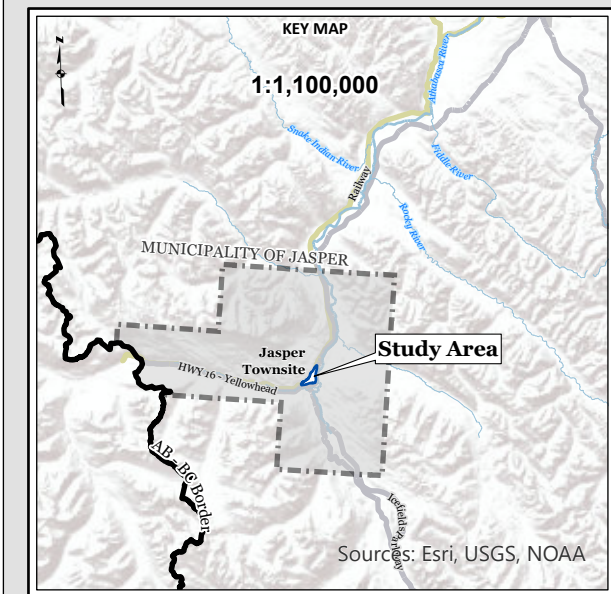 KEY MAP
z
1:1,100,000
Athabasca River
Snake Indian River
Fiddle River
Railway
Rocky River
MUNICIPALITY OF JASPER
Jasper
Townsite
Study Area
HWY 16 - Yellowhead
AB - BC Border
Icefields Parkway
Sources: Esri, USGS, NOAA